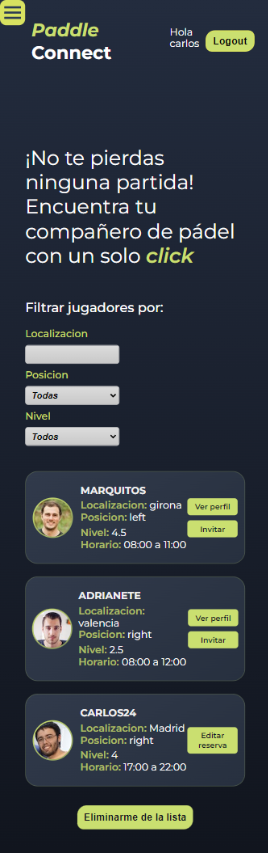 Paddle
Connect
Hola
carlos
Logout
¡No te pierdas
ninguna partida!
Encuentra tu
compañero de pádel
con un solo click
Filtrar jugadores por:
Localizacion
Posicion
Todas
Nivel
Todos
MARQUITOS
Localizacion: girona
Posicion: left
Nivel: 4.5
Horario: 08:00 a 11:00
Ver perfil
Invitar
ADRIANETE
Localizacion:
valencia
Posicion: right
Nivel: 2.5
Horario: 08:00 a 12:00
Ver perfil
Invitar
CARLOS24
Localizacion: Madrid
Posicion: right
Nivel: 4
Horario: 17:00 a 22:00
Editar
reserva
Eliminarme de la lista